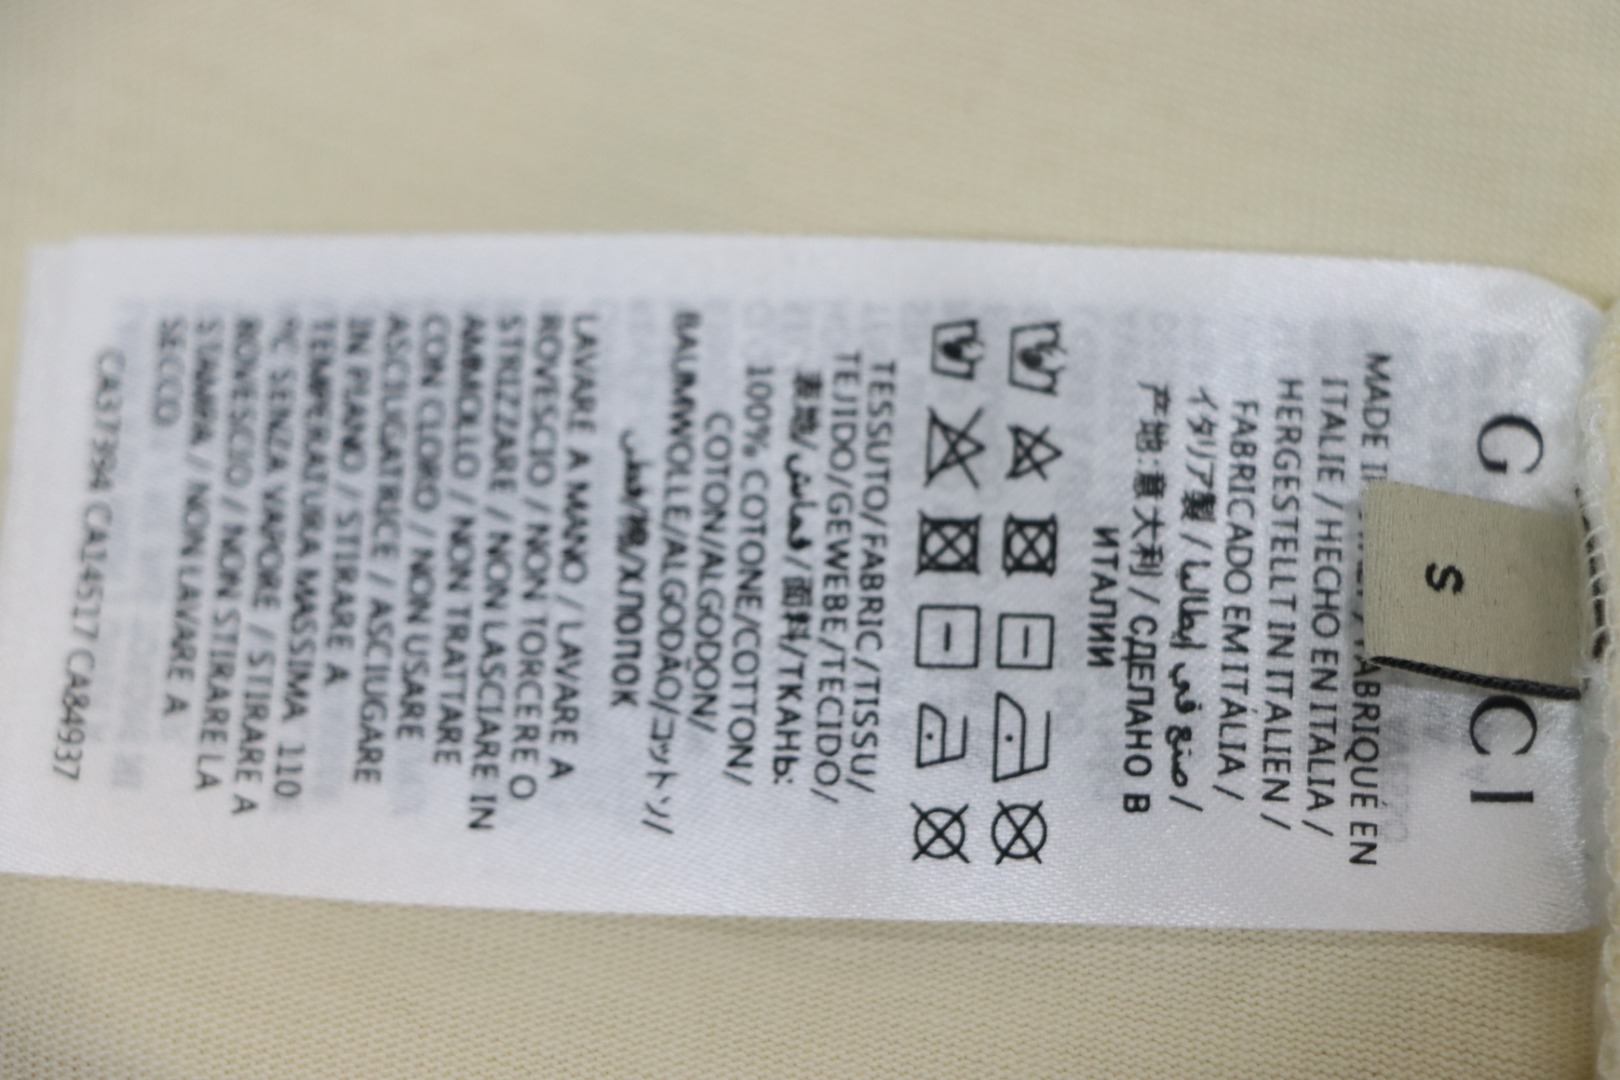 G CI
S
MADE IN ABRIQUÉ EN
ITALIE / HECHO EN ITALIA /
HERGESTELLT IN ITALIEN /
FABRICADO EM ITÁLIA /
イタリア製 / صنع في إيطاليا /
产地:意大利 / СДЕЛАНО В
ИТАЛИИ
TESSUTO/FABRIC/TISSU/
TEJIDO/GEWEBE/TECIDO/
表地/قماش/面料/ТКАНЬ:
100% COTONE/COTTON/
COTON/ALGODON/
BAUMWOLLE/ALGODÃO/コットン/
قطن/棉/ХЛОПОК
LAVARE A MANO / LAVARE A
ROVESCIO / NON TORCERE O
STRIZZARE / NON LASCIARE IN
AMMOLLO / NON TRATTARE
CON CLORO / NON USARE
ASCIUGATRICE / ASCIUGARE
IN PIANO / STIRARE A
TEMPERATURA MASSIMA 110
°C SENZA VAPORE / STIRARE A
ROVESCIO / NON STIRARE LA
STAMPA / NON LAVARE A
SECCO
CA37394 CA14517 CA84937